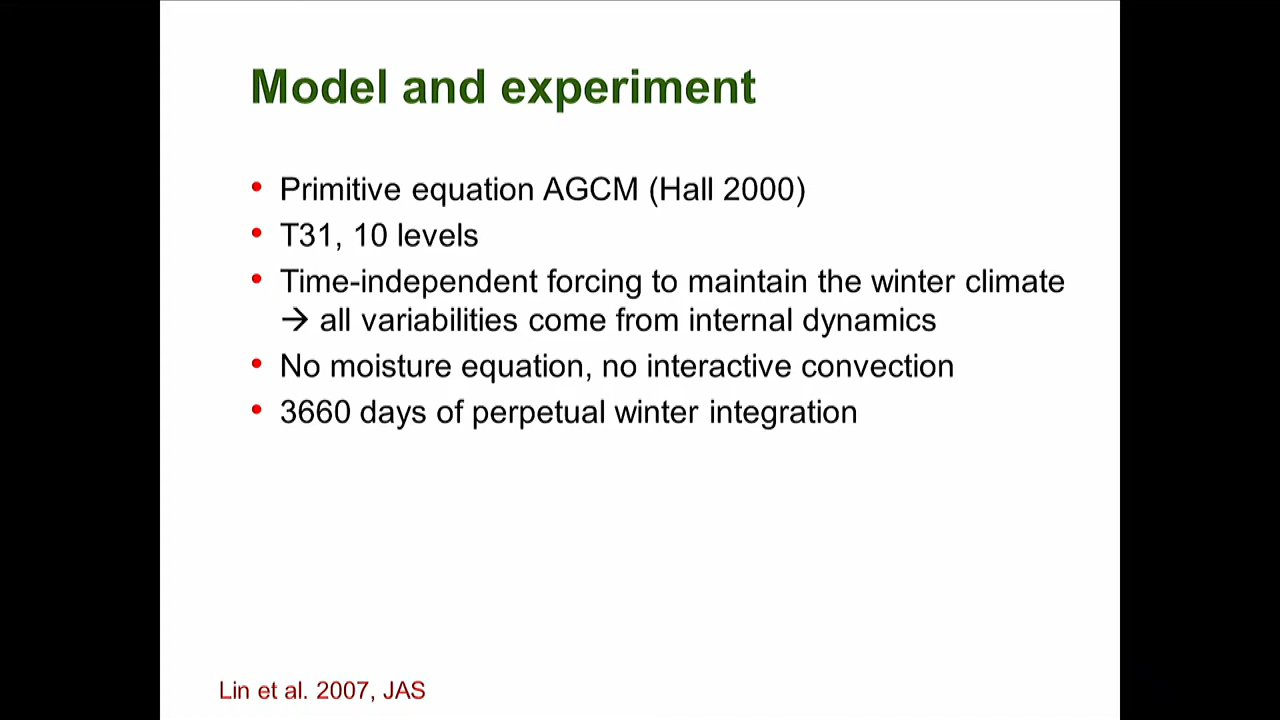 Model and experiment
• Primitive equation AGCM (Hall 2000)
• T31, 10 levels
• Time-independent forcing to maintain the winter climate
→ all variabilities come from internal dynamics
• No moisture equation, no interactive convection
• 3660 days of perpetual winter integration
Lin et al. 2007, JAS